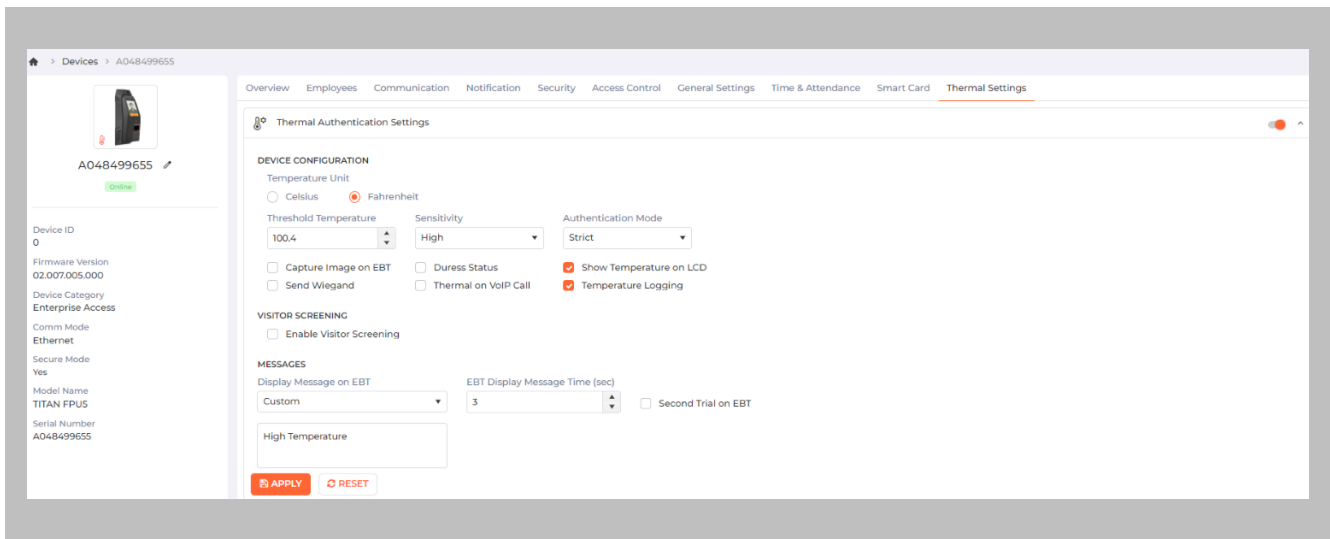 > Devices > A048499655
A048499655
Online
Device ID
0
Firmware Version
02.007.005.000
Device Category
Enterprise Access
Comm Mode
Ethernet
Secure Mode
Yes
Model Name
TITAN FPU5
Serial Number
A048499655
Overview Employees Communication Notification Security Access Control General Settings Time & Attendance Smart Card Thermal Settings
Thermal Authentication Settings
DEVICE CONFIGURATION
Temperature Unit
Celsius Fahrenheit
Threshold Temperature Sensitivity Authentication Mode
100.4 High Strict
Capture Image on EBT Duress Status Show Temperature on LCD
Send Wiegand Thermal on VoIP Call Temperature Logging
VISITOR SCREENING
Enable Visitor Screening
MESSAGES
Display Message on EBT EBT Display Message Time (sec)
Custom 3 Second Trial on EBT
High Temperature
APPLY RESET